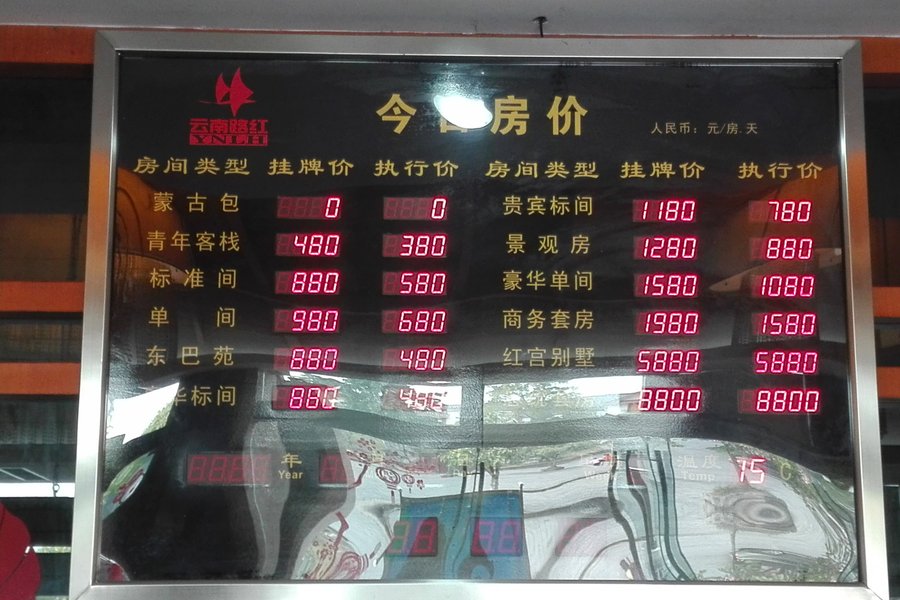 云南路红
YNLH
今日房价
人民币：元/房.天
房间类型 挂牌价 执行价 房间类型 挂牌价 执行价
蒙古包 0 0 贵宾标间 1180 780
青年客栈 480 380 景观房 1280 880
标准间 880 580 豪华单间 1580 1080
单间 980 680 商务套房 1980 1580
东巴苑 880 480 红宫别墅 5880 5880
华标间 880 8800 8800
年 温度 15 C
Year Temp